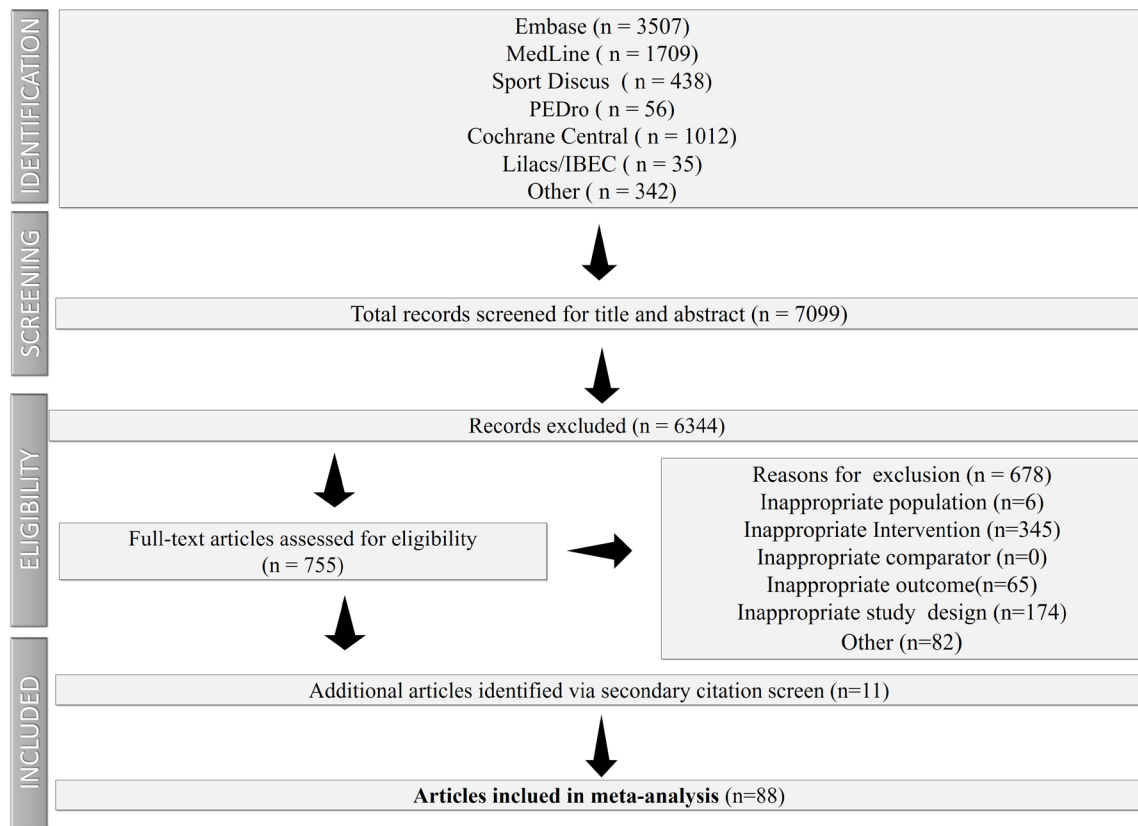 IDENTIFICATION
Embase (n = 3507)
MedLine ( n = 1709)
Sport Discus ( n = 438)
PEDro ( n = 56)
Cochrane Central ( n = 1012)
Lilacs/IBEC ( n = 35)
Other ( n = 342)
SCREENING
Total records screened for title and abstract (n = 7099)
ELIGIBILITY
Records excluded (n = 6344)
Full-text articles assessed for eligibility
(n = 755)
Reasons for exclusion (n = 678)
Inappropriate population (n=6)
Inappropriate Intervention (n=345)
Inappropriate comparator (n=0)
Inappropriate outcome(n=65)
Inappropriate study design (n=174)
Other (n=82)
INCLUDED
Additional articles identified via secondary citation screen (n=11)
Articles inclued in meta-analysis (n=88)